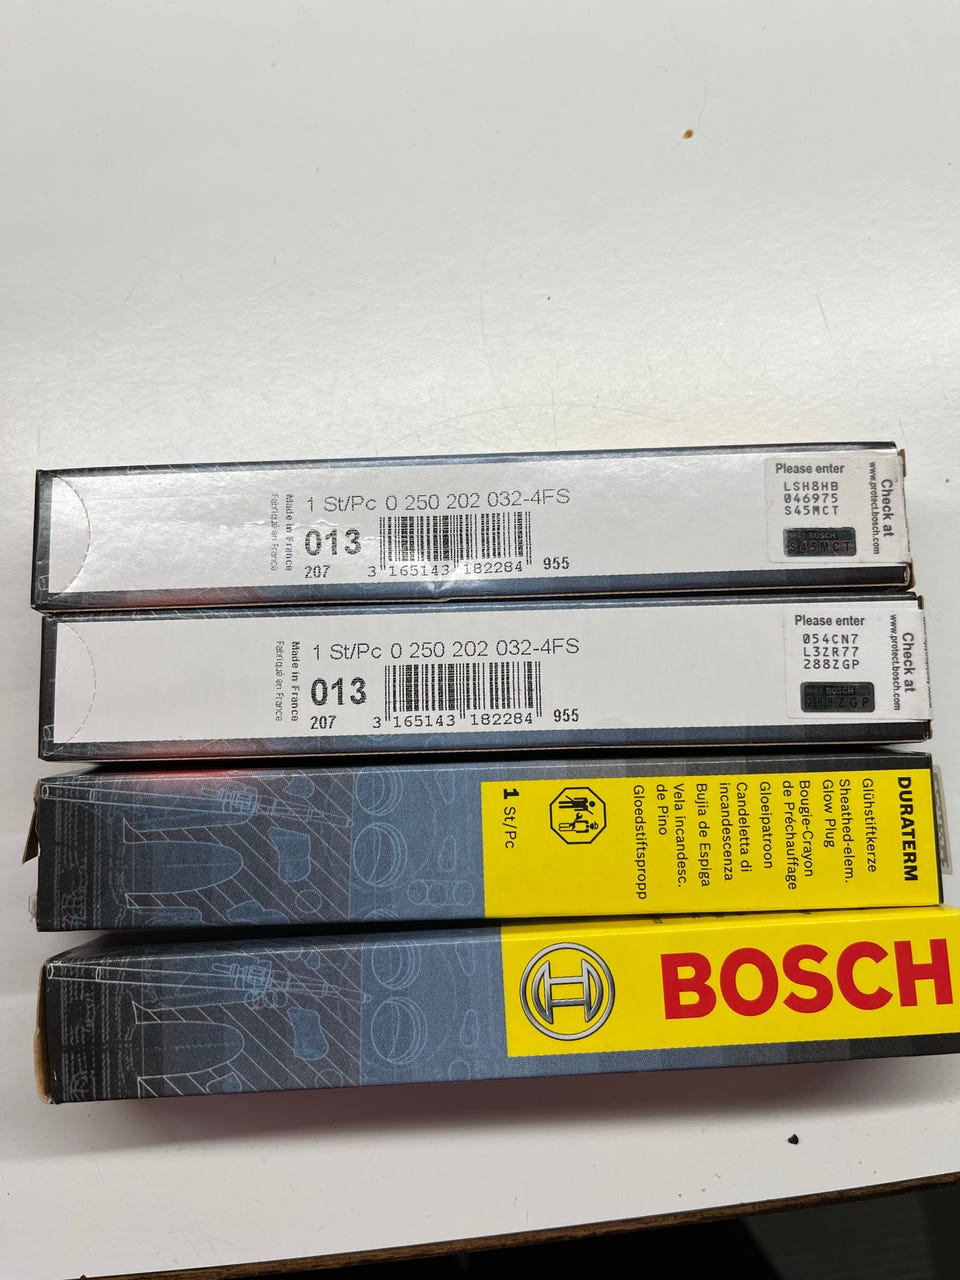 1 St/Pc 0 250 202 032-4FS
013
207
3 165143 182284
955
Made in France
Fabriqué en France
Please enter
LSH8HB
046975
S45MCT
BOSCH
S45MCT
Check at
www.protect.bosch.com
1 St/Pc 0 250 202 032-4FS
013
207
3 165143 182284
955
Made in France
Fabriqué en France
Please enter
054CN7
L3ZR77
288ZGP
BOSCH
288ZGP
Check at
www.protect.bosch.com
DURATERM
Glühstiftkerze
Sheathed-elem.
Glow Plug
Bougie-Crayon
de Préchauffage
Gloeipatroon
Candeletta di
incandescenza
Bujia de Espiga
Vela incandesc.
de Pino
Gloedstiftspropp
1 St/Pc
BOSCH